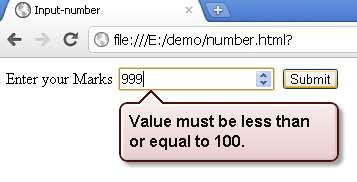 Input-number
file:///E:/demo/number.html?
Enter your Marks 999 Submit
Value must be less than
or equal to 100.